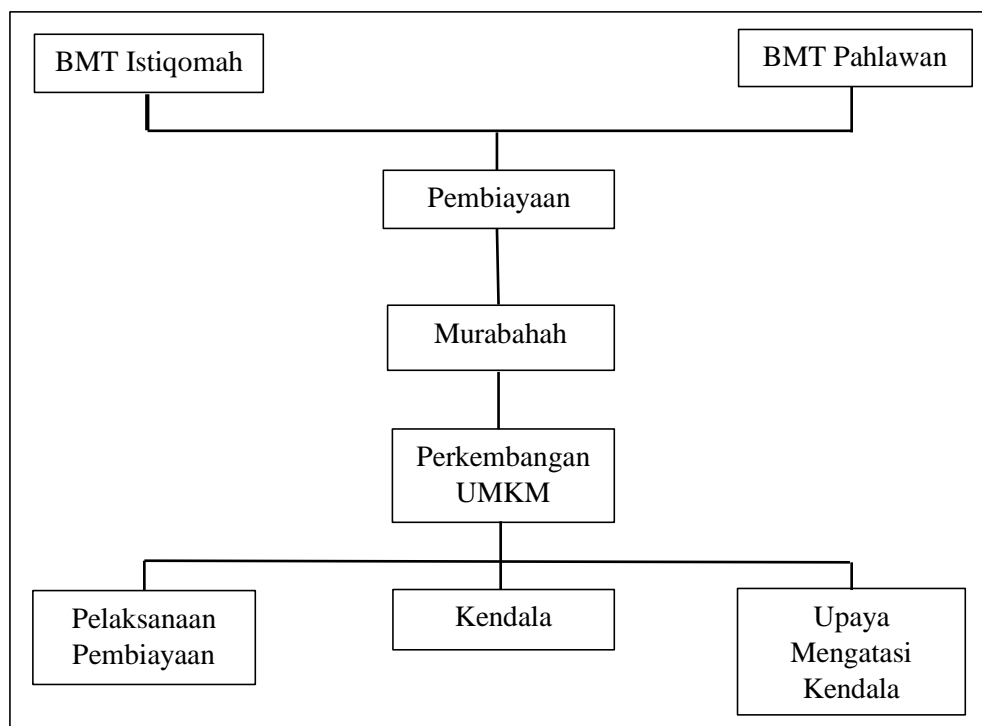 BMT Istiqomah
BMT Pahlawan
Pembiayaan
Murabahah
Perkembangan
UMKM
Pelaksanaan
Pembiayaan
Kendala
Upaya
Mengatasi
Kendala